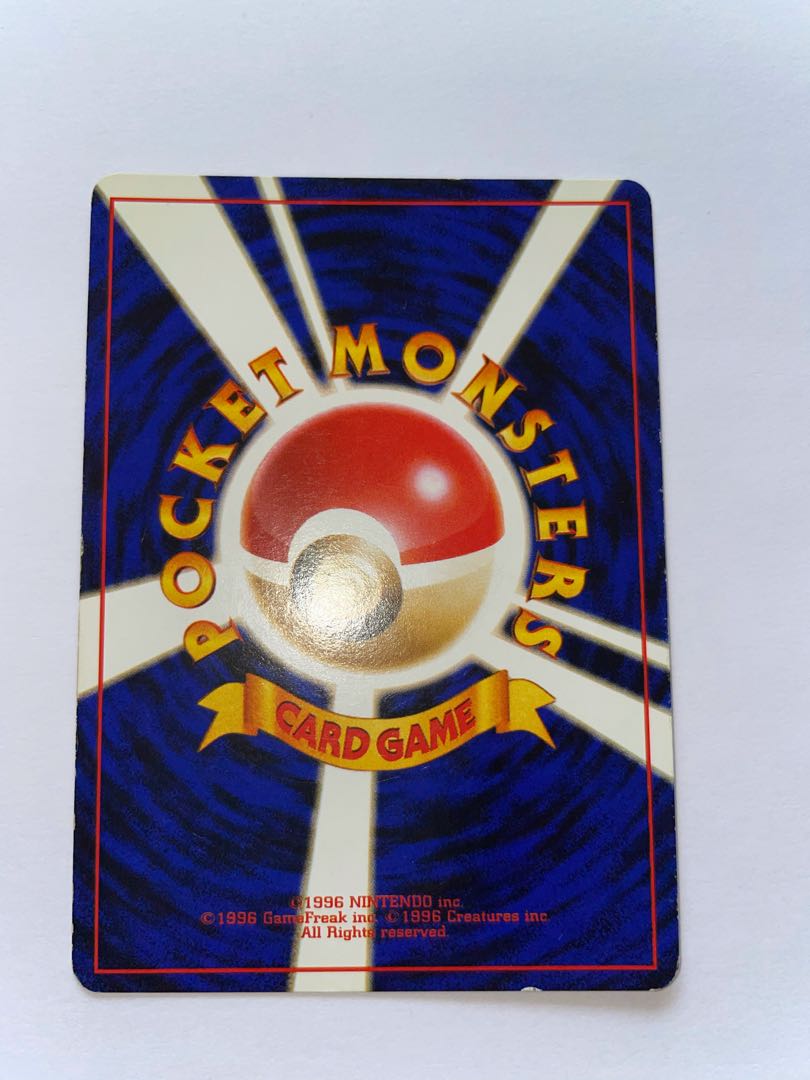 POCKET MONSTERS
CARD GAME
©1996 NINTENDO inc.
©1996 GameFreak inc. ©1996 Creatures inc.
All Rights reserved.